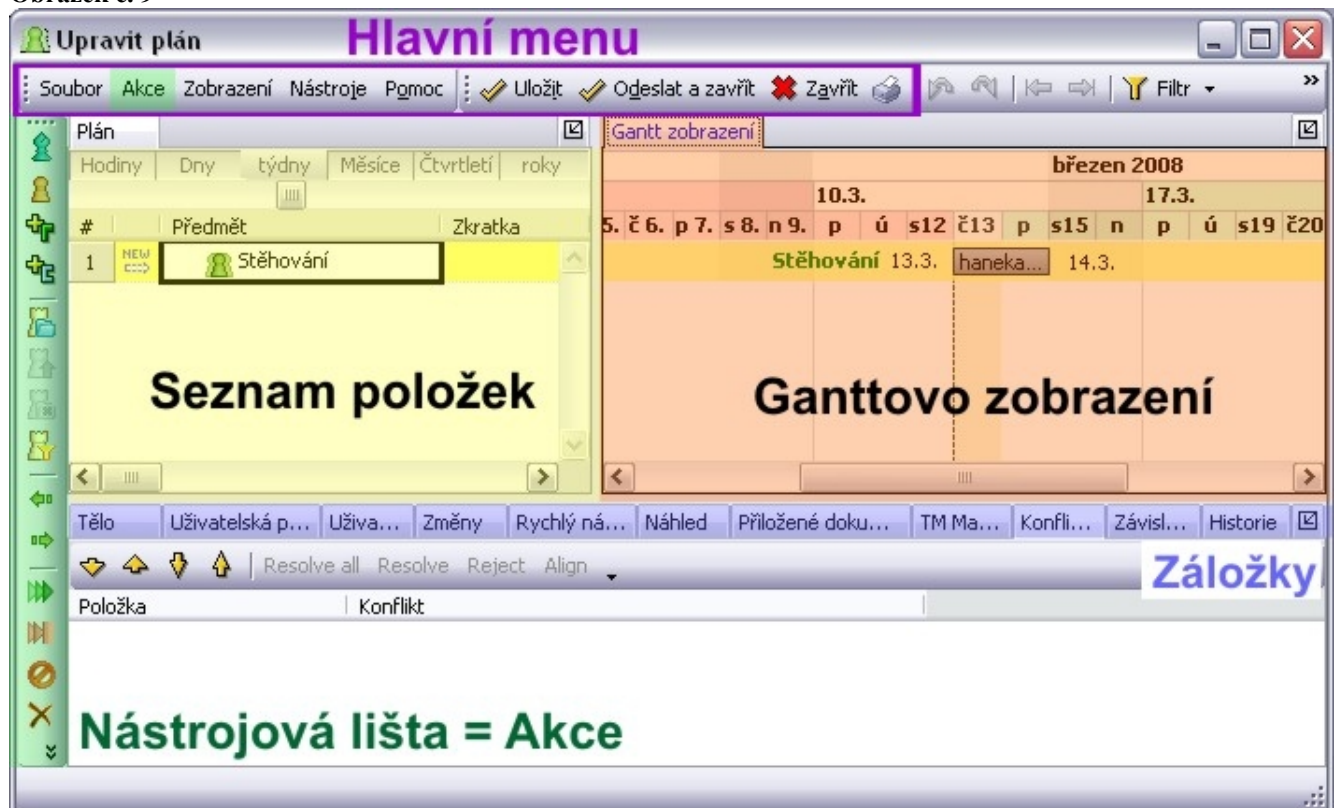 Obrázek č. 9
Upravit plán
Hlavní menu
Soubor Akce Zobrazení Nástroje Pomoc Uložit Odeslat a zavřít Zavřít Filtr
Plán
Gantt zobrazení
Hodiny Dny týdny Měsíce Čtvrtletí roky
březen 2008
10.3. 17.3.
# Předmět Zkratka
5. č 6. p 7. s 8. n 9. p ú s12 č13 p s15 n p ú s19 č20
1 NEW Stěhování
Stěhování 13.3. haneka... 14.3.
Seznam položek
Ganttovo zobrazení
Tělo Uživatelská p... Uživa... Změny Rychlý ná... Náhled Přiložené doku... TM Ma... Konfli... Závisl... Historie
Resolve all Resolve Reject Align
Záložky
Položka Konflikt
Nástrojová lišta = Akce